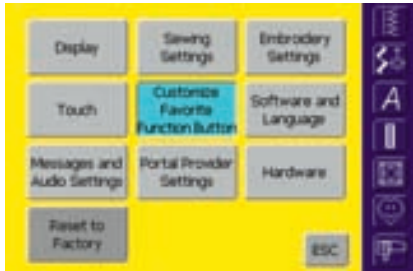 Display
Sewing
Settings
Embroidery
Settings
Touch
Customize
Favorite
Function Button
Software and
Language
Messages and
Audio Settings
Portal Provider
Settings
Hardware
Reset to
Factory
ESC
A